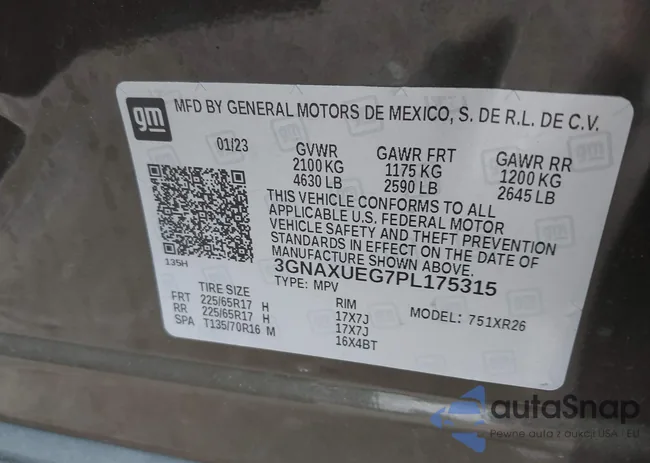 gm MFD BY GENERAL MOTORS DE MEXICO, S. DE R.L. DE C.V.
01/23 GVWR GAWR FRT GAWR RR
2100 KG 1175 KG 1200 KG
4630 LB 2590 LB 2645 LB
THIS VEHICLE CONFORMS TO ALL
APPLICABLE U.S. FEDERAL MOTOR
VEHICLE SAFETY AND THEFT PREVENTION
STANDARDS IN EFFECT ON THE DATE OF
MANUFACTURE SHOWN ABOVE.
135H
3GNAXUEG7PL175315
TYPE: MPV
MODEL: 751XR26
TIRE SIZE RIM
FRT 225/65R17 H 17X7J
RR 225/65R17 H 17X7J
SPA T135/70R16 M 16X4BT
autoSnap
Pewne auta z aukcji USA i EU